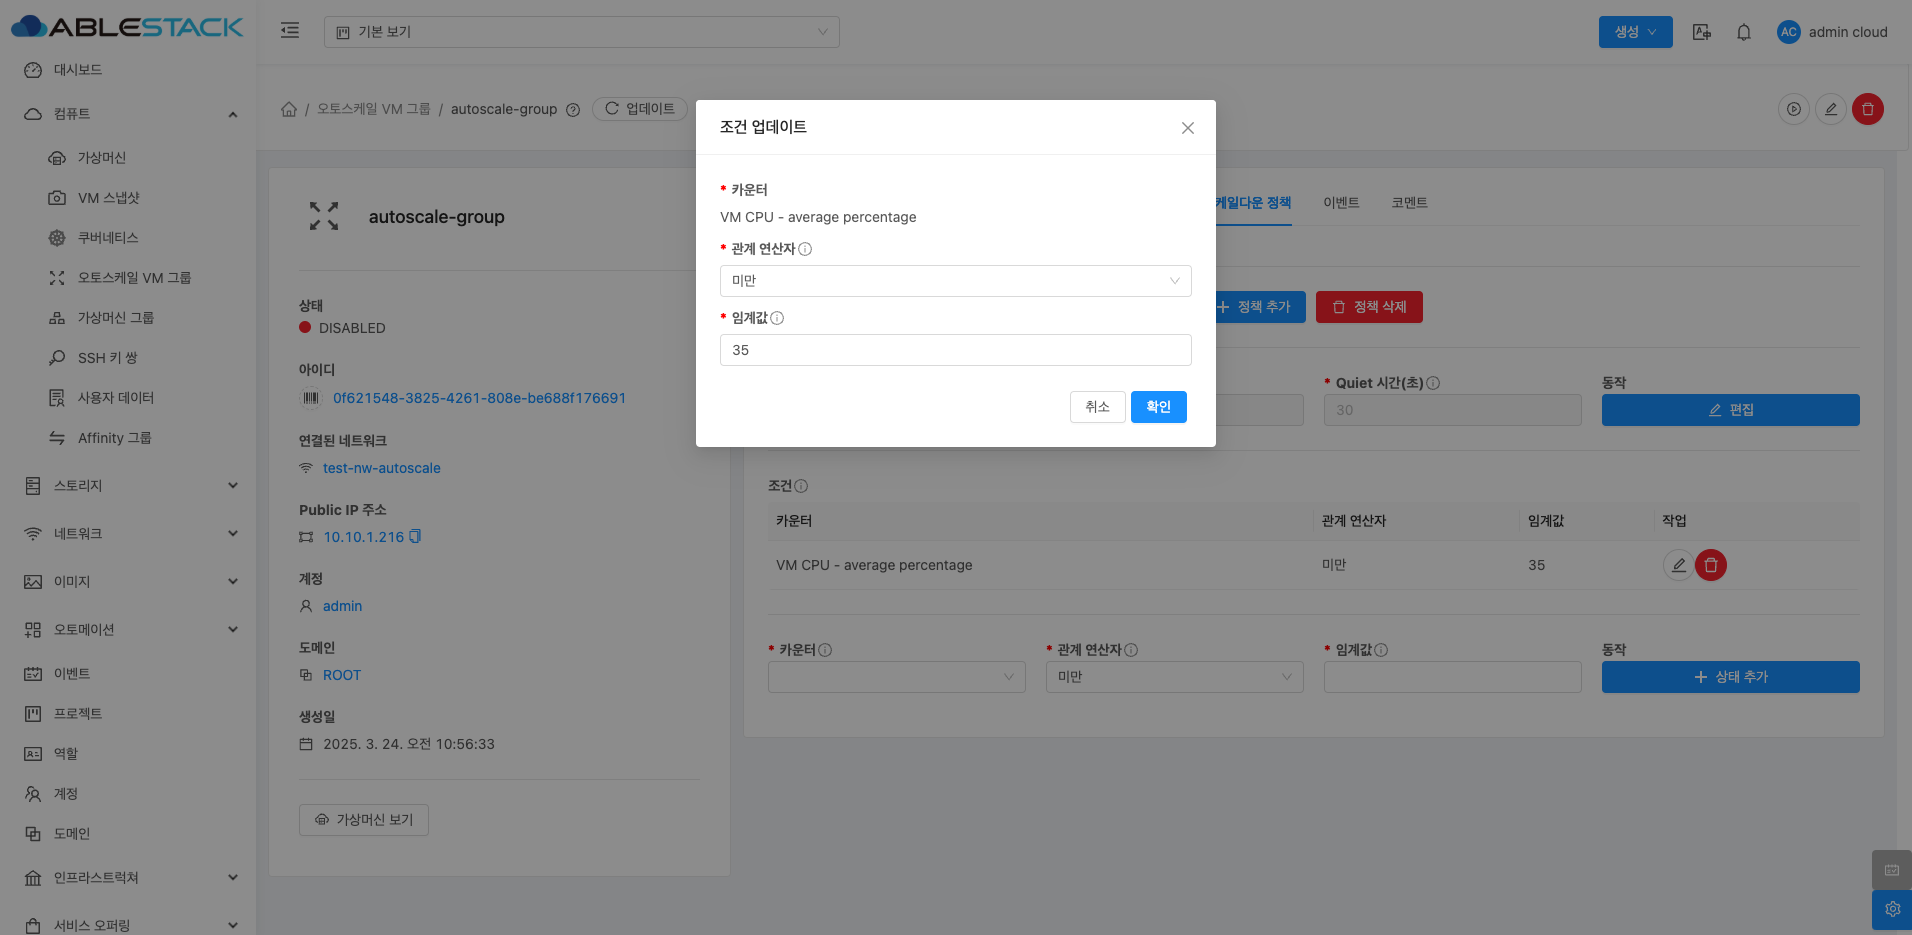 ABLESTACK
기본 보기
생성
AC
admin cloud
대시보드
컴퓨트
가상머신
VM 스냅샷
쿠버네티스
오토스케일 VM 그룹
가상머신 그룹
SSH 키 쌍
사용자 데이터
Affinity 그룹
스토리지
네트워크
이미지
오토메이션
이벤트
프로젝트
역할
계정
도메인
인프라스트럭쳐
서비스 오퍼링
/ 오토스케일 VM 그룹 / autoscale-group
업데이트
autoscale-group
상태
DISABLED
아이디
0f621548-3825-4261-808e-be688f176691
연결된 네트워크
test-nw-autoscale
Public IP 주소
10.10.1.216
계정
admin
도메인
ROOT
생성일
2025. 3. 24. 오전 10:56:33
가상머신 보기
조건 업데이트
* 카운터
VM CPU - average percentage
* 관계 연산자
미만
* 임계값
35
취소
확인
케일다운 정책
이벤트
코멘트
정책 추가
정책 삭제
* Quiet 시간(초)
동작
30
편집
조건
카운터 관계 연산자 임계값 작업
VM CPU - average percentage 미만 35
* 카운터
* 관계 연산자
* 임계값
동작
미만
상태 추가